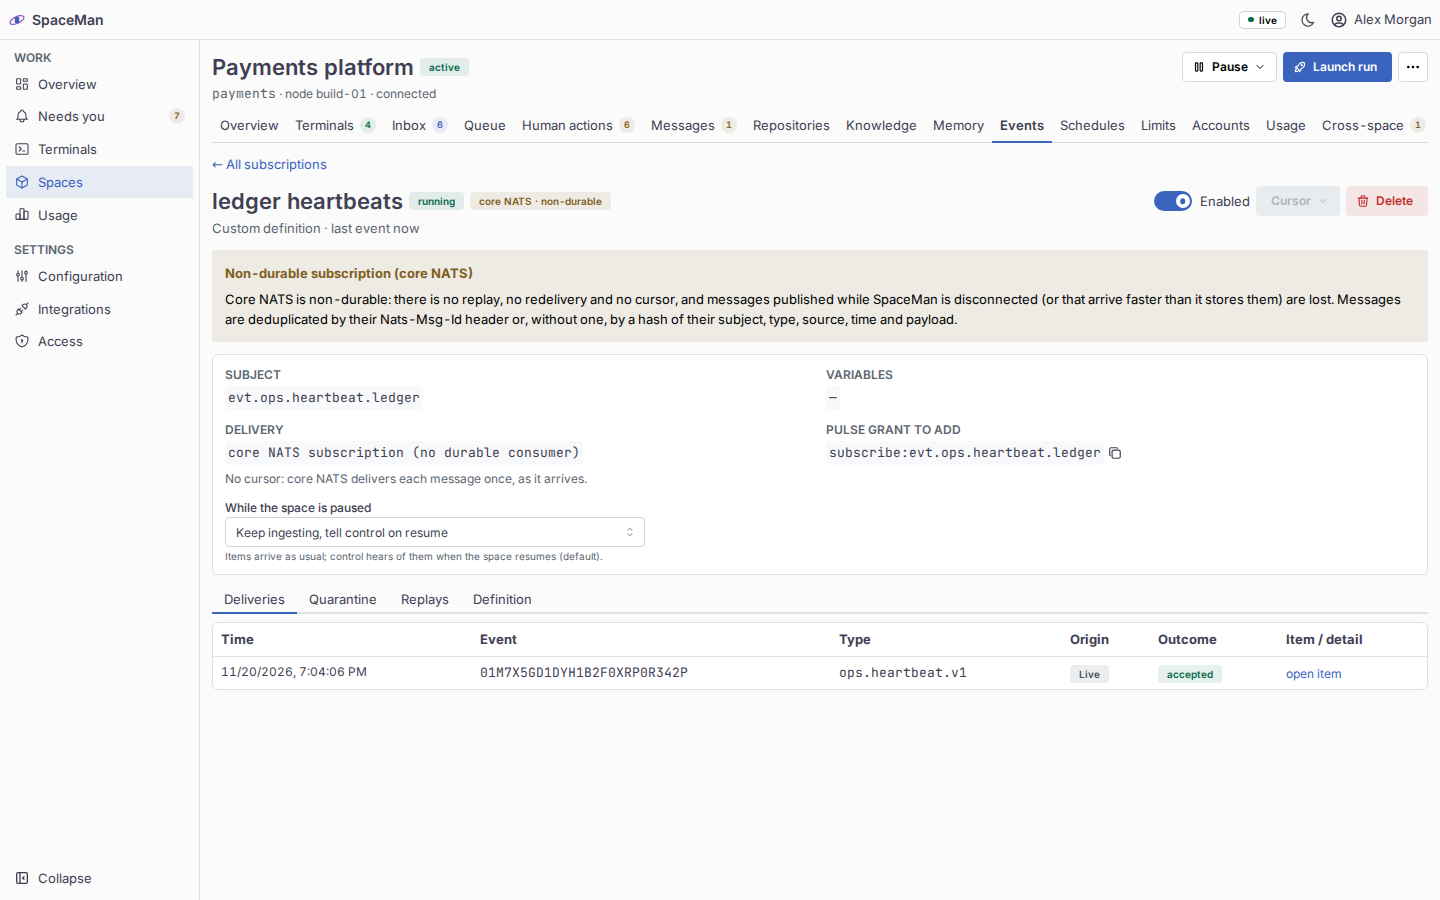 SpaceMan
live
Alex Morgan
WORK
Overview
Needs you 7
Terminals
Spaces
Usage
SETTINGS
Configuration
Integrations
Access
Collapse
Payments platform active
payments · node build-01 · connected
Pause
Launch run
Overview Terminals 4 Inbox 6 Queue Human actions 6 Messages 1 Repositories Knowledge Memory Events Schedules Limits Accounts Usage Cross-space 1
← All subscriptions
ledger heartbeats running core NATS · non-durable
Enabled Cursor Delete
Custom definition · last event now
Non-durable subscription (core NATS)
Core NATS is non-durable: there is no replay, no redelivery and no cursor, and messages published while SpaceMan is disconnected (or that arrive faster than it stores them) are lost. Messages
are deduplicated by their Nats-Msg-Id header or, without one, by a hash of their subject, type, source, time and payload.
SUBJECT
evt.ops.heartbeat.ledger
VARIABLES
—
DELIVERY
core NATS subscription (no durable consumer)
No cursor: core NATS delivers each message once, as it arrives.
PULSE GRANT TO ADD
subscribe:evt.ops.heartbeat.ledger
While the space is paused
Keep ingesting, tell control on resume
Items arrive as usual; control hears of them when the space resumes (default).
Deliveries Quarantine Replays Definition
Time Event Type Origin Outcome Item / detail
11/20/2026, 7:04:06 PM 01M7X5GD1DYH1B2F0XRP0R342P ops.heartbeat.v1 Live accepted open item